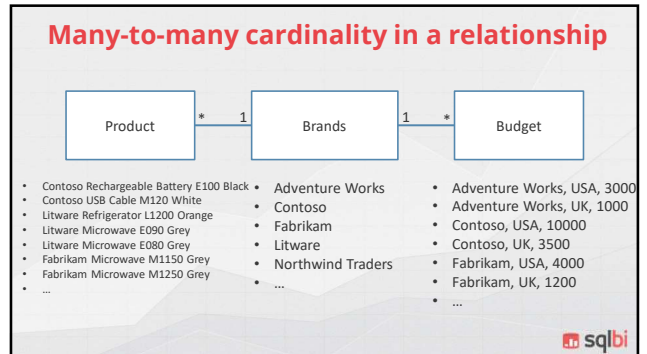 Many-to-many cardinality in a relationship
Product
*
1
Brands
1
*
Budget
• Contoso Rechargeable Battery E100 Black
• Contoso USB Cable M120 White
• Litware Refrigerator L1200 Orange
• Litware Microwave E090 Grey
• Litware Microwave E080 Grey
• Fabrikam Microwave M1150 Grey
• Fabrikam Microwave M1250 Grey
• ...
• Adventure Works
• Contoso
• Fabrikam
• Litware
• Northwind Traders
• ...
• Adventure Works, USA, 3000
• Adventure Works, UK, 1000
• Contoso, USA, 10000
• Contoso, UK, 3500
• Fabrikam, USA, 4000
• Fabrikam, UK, 1200
• ...
sqlbi